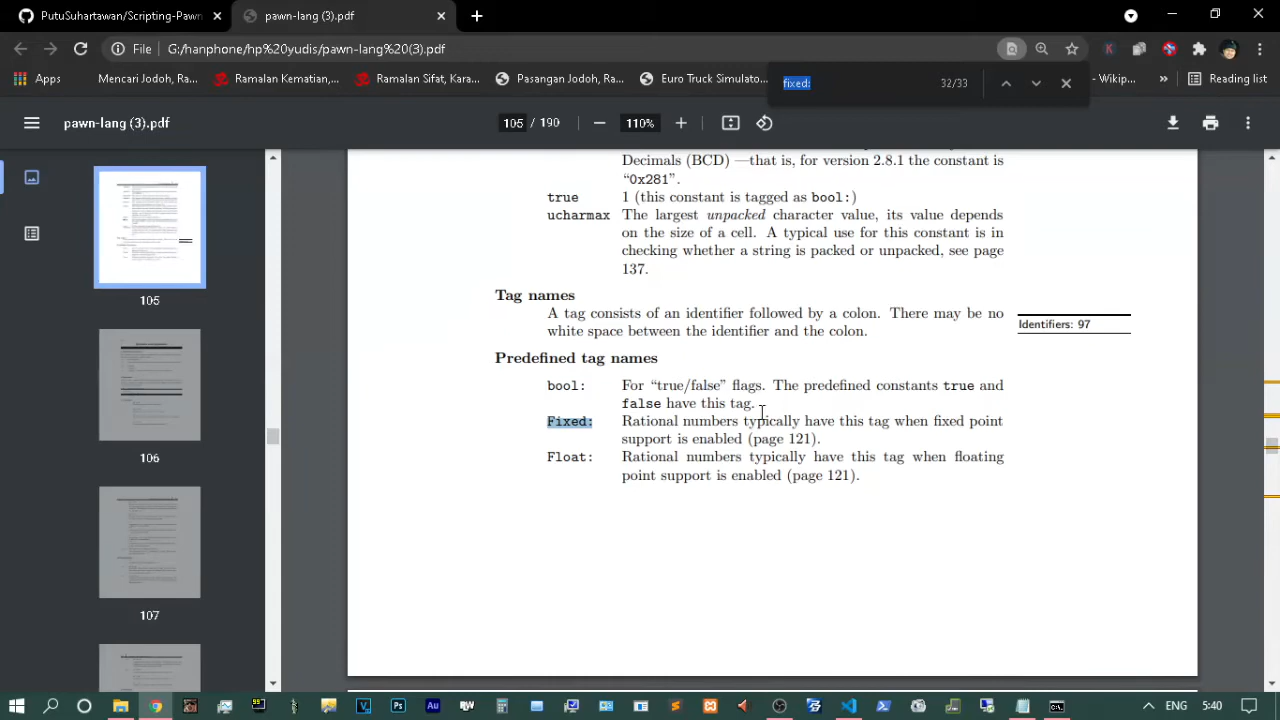 PutuSuhartawan/Scripting-Pawn
pawn-lang (3).pdf
File
G:/hanphone/hp%20yudis/pawn-lang%20(3).pdf
Apps
Mencari Jodoh, Ra...
Ramalan Kematian,...
Ramalan Sifat, Kara...
Pasangan Jodoh, Ra...
Euro Truck Simulato...
- Wikip...
»
Reading list
fixed:
32/33
pawn-lang (3).pdf
105 / 190
110%
Decimals (BCD) —that is, for version 2.8.1 the constant is
“0x281”.
true 1 (this constant is tagged as bool:)
ucharmax The largest unpacked character value, its value depends
on the size of a cell. A typical use for this constant is in
checking whether a string is packed or unpacked, see page
137.
Tag names
A tag consists of an identifier followed by a colon. There may be no
white space between the identifier and the colon.
Identifiers: 97
Predefined tag names
bool: For “true/false” flags. The predefined constants true and
false have this tag.
Fixed: Rational numbers typically have this tag when fixed point
support is enabled (page 121).
Float: Rational numbers typically have this tag when floating
point support is enabled (page 121).
105
106
107
ENG
5:40